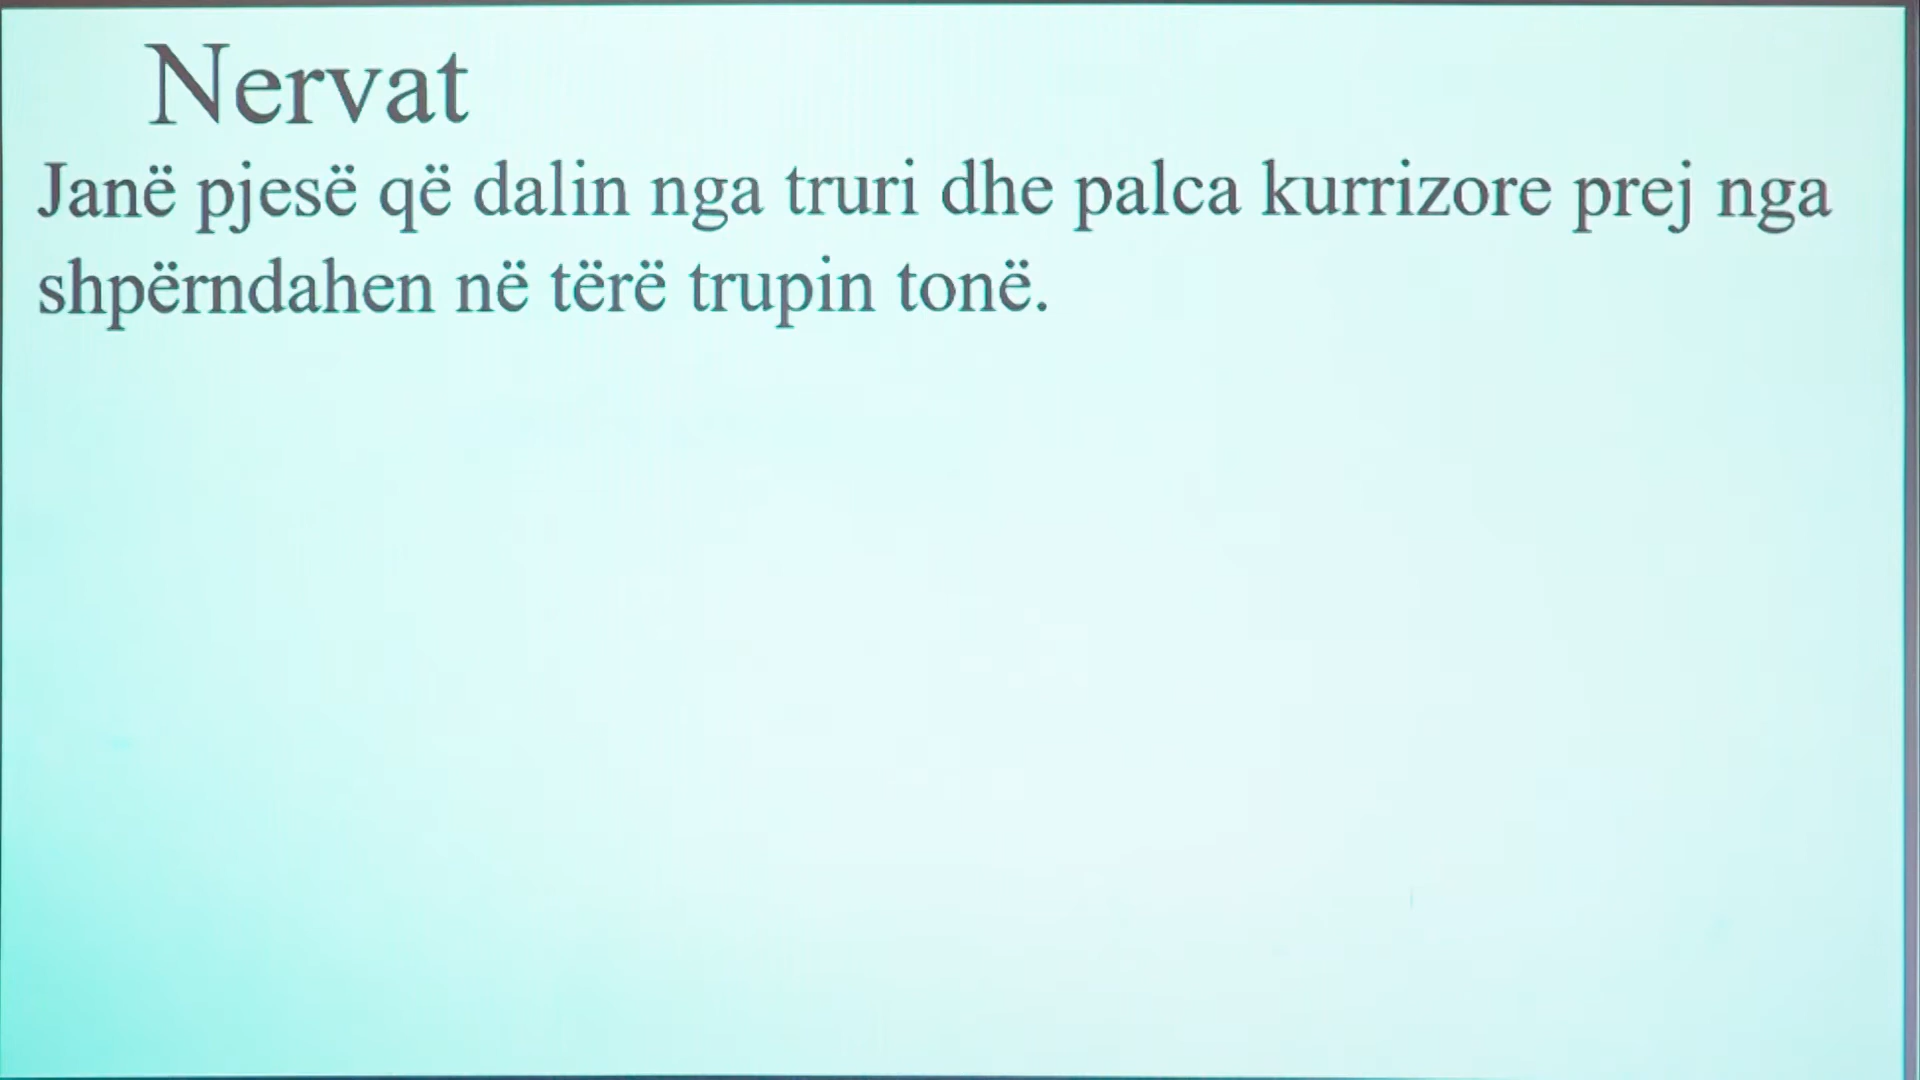 Nervat
Janë pjesë që dalin nga truri dhe palca kurrizore prej nga
shpërndahen në tërë trupin tonë.